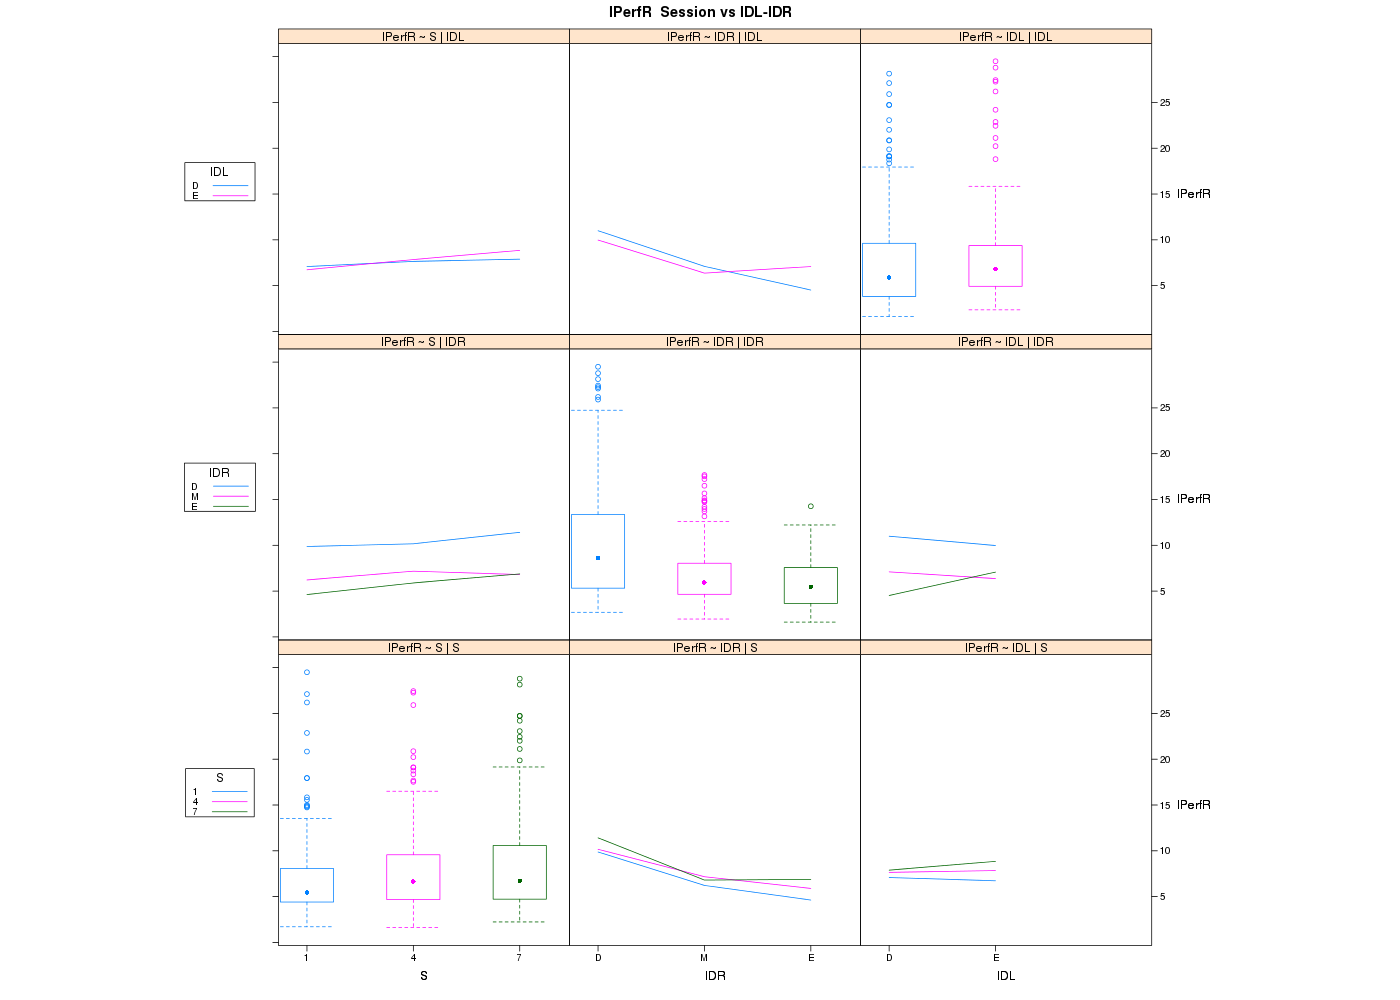 IPerfR  Session vs IDL-IDR
IPerfR ~ S | IDL
IPerfR ~ IDR | IDL
IPerfR ~ IDL | IDL
IDL
D
E
25
20
15
10
5
IPerfR
IPerfR ~ S | IDR
IPerfR ~ IDR | IDR
IPerfR ~ IDL | IDR
IDR
D
M
E
25
20
15
10
5
IPerfR
IPerfR ~ S | S
IPerfR ~ IDR | S
IPerfR ~ IDL | S
S
1
4
7
25
20
15
10
5
IPerfR
1 4 7 D M E D E
S IDR IDL